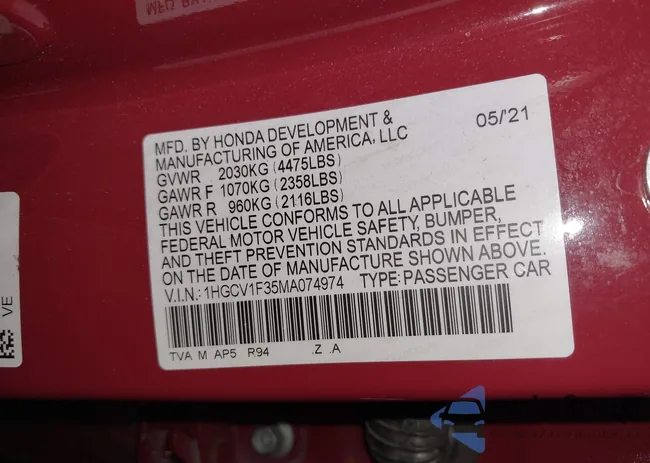 MFD. BY HONDA DEVELOPMENT &
MANUFACTURING OF AMERICA, LLC
05/'21
GVWR 2030KG (4475LBS)
GAWR F 1070KG (2358LBS)
GAWR R 960KG (2116LBS)
THIS VEHICLE CONFORMS TO ALL APPLICABLE
FEDERAL MOTOR VEHICLE SAFETY, BUMPER,
AND THEFT PREVENTION STANDARDS IN EFFECT
ON THE DATE OF MANUFACTURE SHOWN ABOVE.
V.I.N.: 1HGCV1F35MA074974 TYPE: PASSENGER CAR
TVA M AP5 R94 .Z .A
VE